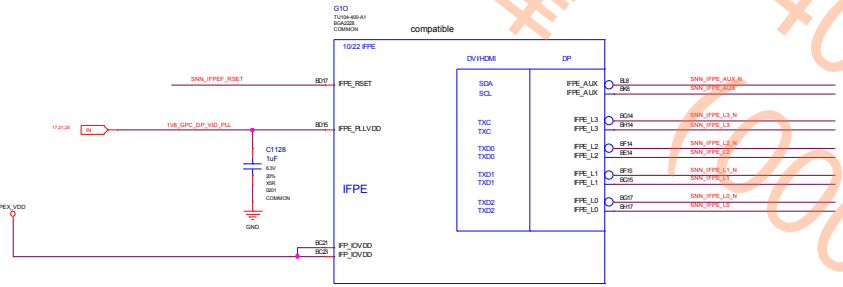 G1O
TU104-400-A1
BGA2228
COMMON
compatible
10/22 IFPE
DVI/HDMI DP
SNN_IFPEF_RSET BD17 IFPE_RSET
SDA IFPE_AUX BL8 SNN_IFPE_AUX_N
SCL IFPE_AUX BK8 SNN_IFPE_AUX
TXC IFPE_L3 BG14 SNN_IFPE_L3_N
TXC IFPE_L3 BH14 SNN_IFPE_L3
17,21,25 IN 1V8_GPC_DP_VID_PLL BD15 IFPE_PLLVDD
TXD0 IFPE_L2 BF14 SNN_IFPE_L2_N
TXD0 IFPE_L2 BE14 SNN_IFPE_L2
TXD1 IFPE_L1 BF15 SNN_IFPE_L1_N
TXD1 IFPE_L1 BG15 SNN_IFPE_L1
TXD2 IFPE_L0 BG17 SNN_IFPE_L0_N
TXD2 IFPE_L0 BH17 SNN_IFPE_L0
C1128
1uF
6.3V
20%
X5R
0201
COMMON
GND
IFPE
PEX_VDD
BC21 IFP_IOVDD
BC23 IFP_IOVDD